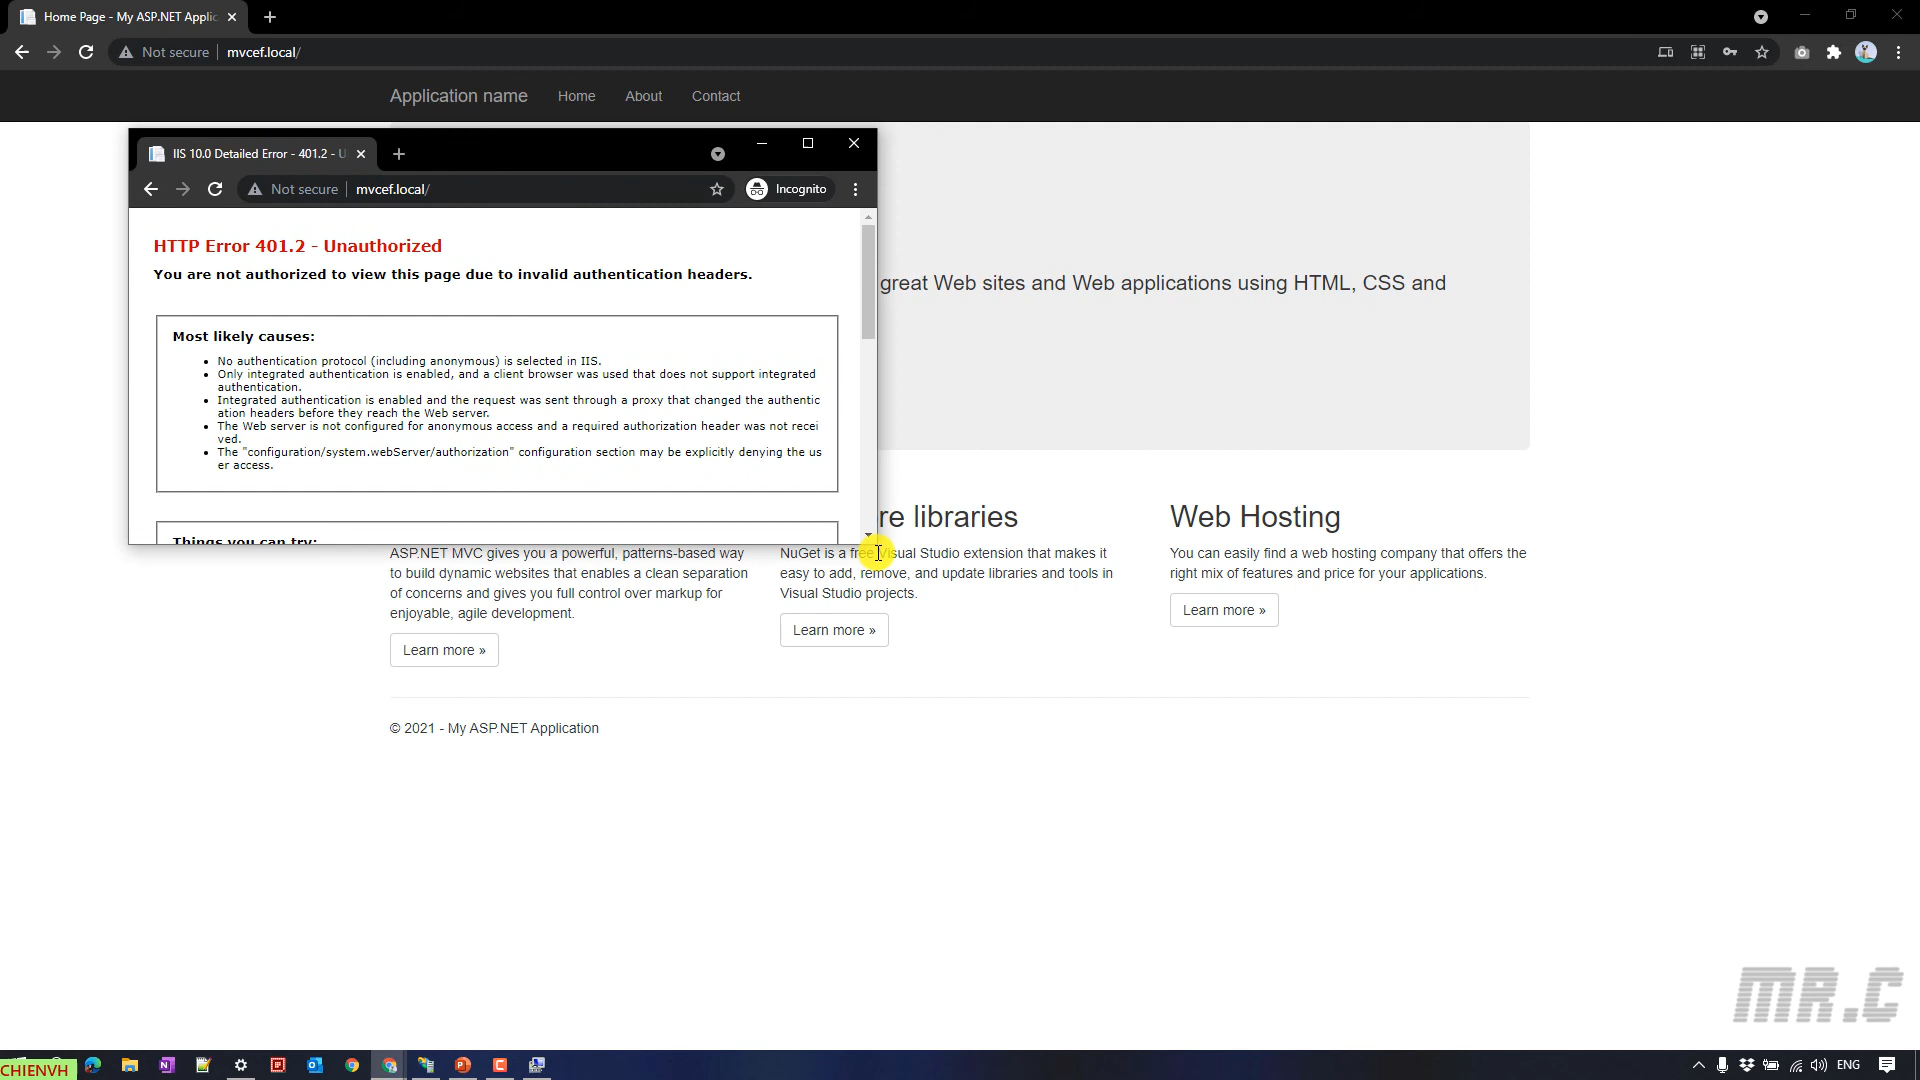 Home Page - My ASP.NET Applic
Not secure
mvcef.local/
Application name
Home
About
Contact
IIS 10.0 Detailed Error - 401.2 - U
Not secure
mvcef.local/
Incognito
HTTP Error 401.2 - Unauthorized
You are not authorized to view this page due to invalid authentication headers.
Most likely causes:
No authentication protocol (including anonymous) is selected in IIS.
Only integrated authentication is enabled, and a client browser was used that does not support integrated
authentication.
Integrated authentication is enabled and the request was sent through a proxy that changed the authentic
ation headers before they reach the Web server.
The Web server is not configured for anonymous access and a required authorization header was not recei
ved.
The "configuration/system.webServer/authorization" configuration section may be explicitly denying the us
er access.
Things you can try:
great Web sites and Web applications using HTML, CSS and
ASP.NET MVC gives you a powerful, patterns-based way
to build dynamic websites that enables a clean separation
of concerns and gives you full control over markup for
enjoyable, agile development.
Learn more »
re libraries
NuGet is a free Visual Studio extension that makes it
easy to add, remove, and update libraries and tools in
Visual Studio projects.
Learn more »
Web Hosting
You can easily find a web hosting company that offers the
right mix of features and price for your applications.
Learn more »
© 2021 - My ASP.NET Application
MR.C
CHIENVH
ENG